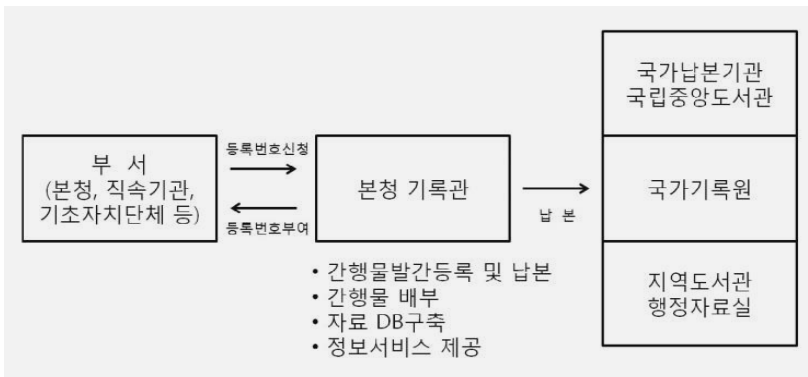 부 서
(본청, 직속기관,
기초자치단체 등)
등록번호신청
등록번호부여
본청 기록관
• 간행물발간등록 및 납본
• 간행물 배부
• 자료 DB구축
• 정보서비스 제공
납 본
국가납본기관
국립중앙도서관
국가기록원
지역도서관
행정자료실